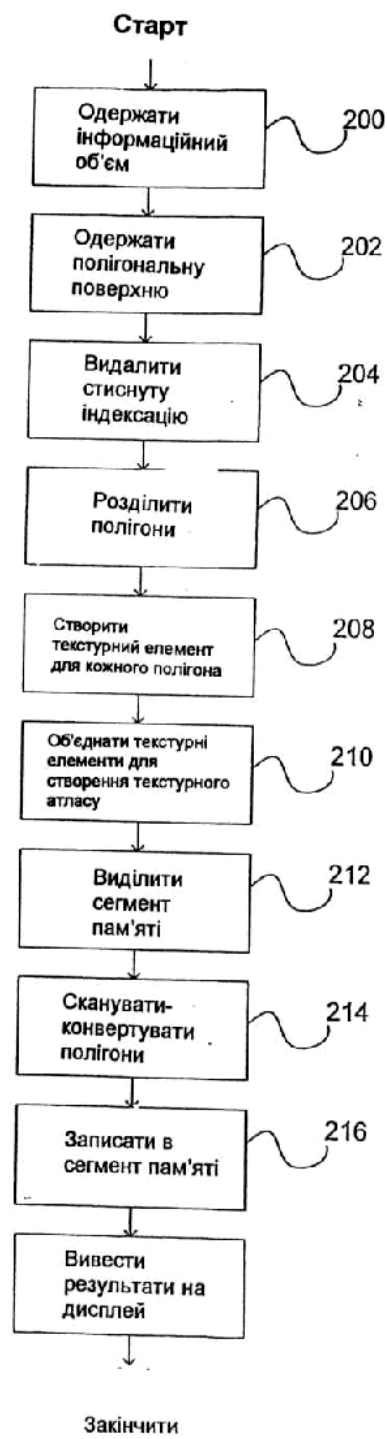 Старт
Одержати
інформаційний
об'єм
200
Одержати
полігональну
поверхню
202
Видалити
стиснуту
індексацію
204
Розділити
полігони
206
Створити
текстурний елемент
для кожного полігона
208
Об'єднати текстурні
елементи для
створення текстурного
атласу
210
Виділити
сегмент
пам'яті
212
Сканувати-
конвертувати
полігони
214
Записати в
сегмент пам'яті
216
Вивести
результати на
дисплей
Закінчити